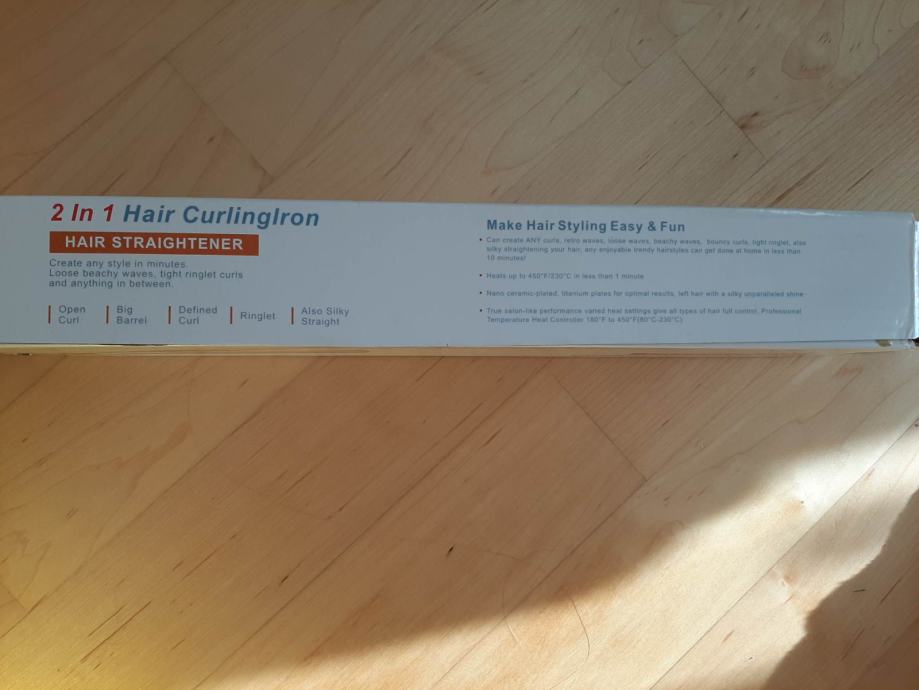 2 In 1 Hair CurlingIron
HAIR STRAIGHTENER
Create any style in minutes.
Loose beachy waves, tight ringlet curls
and anything in between.
Open
Curl
Big
Barrel
Defined
Curl
Ringlet
Also Silky
Straight
Make Hair Styling Easy & Fun
• Can create ANY curls, retro waves, loose waves, beachy waves, bouncy curls, tight ringlet, also
silky straightening your hair, any enjoyable trendy hairstyles can get done at home in less than
10 minutes!
• Heats up to 450°F/230°C in less than 1 minute
• Nano ceramic-plated, titanium plates for optimal results, left hair with a silky unparalleled shine
• True salon-like performance varied heat settings give all types of hair full control, Professional
Temperature Heat Controller 180°F to 450°F(80°C-230°C)